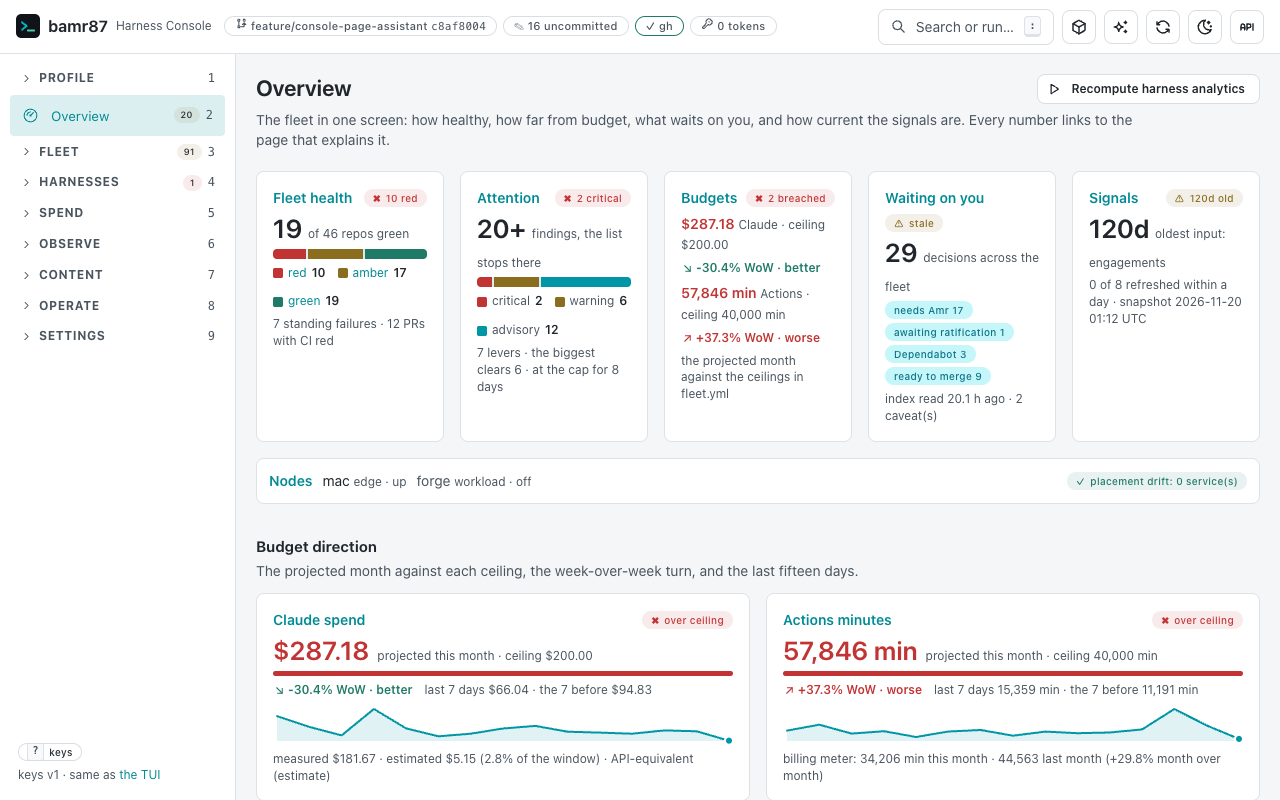 bamr87 Harness Console feature/console-page-assistant c8af8004 16 uncommitted gh 0 tokens Search or run... : API
PROFILE 1
Overview 20 2
FLEET 91 3
HARNESSES 1 4
SPEND 5
OBSERVE 6
CONTENT 7
OPERATE 8
SETTINGS 9
? keys
keys v1 · same as the TUI
Overview
Recompute harness analytics
The fleet in one screen: how healthy, how far from budget, what waits on you, and how current the signals are. Every number links to the
page that explains it.
Fleet health 10 red
19 of 46 repos green
red 10 amber 17
green 19
7 standing failures · 12 PRs
with CI red
Attention 2 critical
20+ findings, the list
stops there
critical 2 warning 6
advisory 12
7 levers · the biggest
clears 6 · at the cap for 8
days
Budgets 2 breached
$287.18 Claude · ceiling
$200.00
↘ -30.4% WoW · better
57,846 min Actions ·
ceiling 40,000 min
↗ +37.3% WoW · worse
the projected month
against the ceilings in
fleet.yml
Waiting on you
stale
29 decisions across the
fleet
needs Amr 17
awaiting ratification 1
Dependabot 3
ready to merge 9
index read 20.1 h ago · 2
caveat(s)
Signals 120d old
120d oldest input:
engagements
0 of 8 refreshed within a
day · snapshot 2026-11-20
01:12 UTC
Nodes mac edge · up forge workload · off placement drift: 0 service(s)
Budget direction
The projected month against each ceiling, the week-over-week turn, and the last fifteen days.
Claude spend over ceiling
$287.18 projected this month · ceiling $200.00
↘ -30.4% WoW · better last 7 days $66.04 · the 7 before $94.83
measured $181.67 · estimated $5.15 (2.8% of the window) · API-equivalent
(estimate)
Actions minutes over ceiling
57,846 min projected this month · ceiling 40,000 min
↗ +37.3% WoW · worse last 7 days 15,359 min · the 7 before 11,191 min
billing meter: 34,206 min this month · 44,563 last month (+29.8% month over
month)